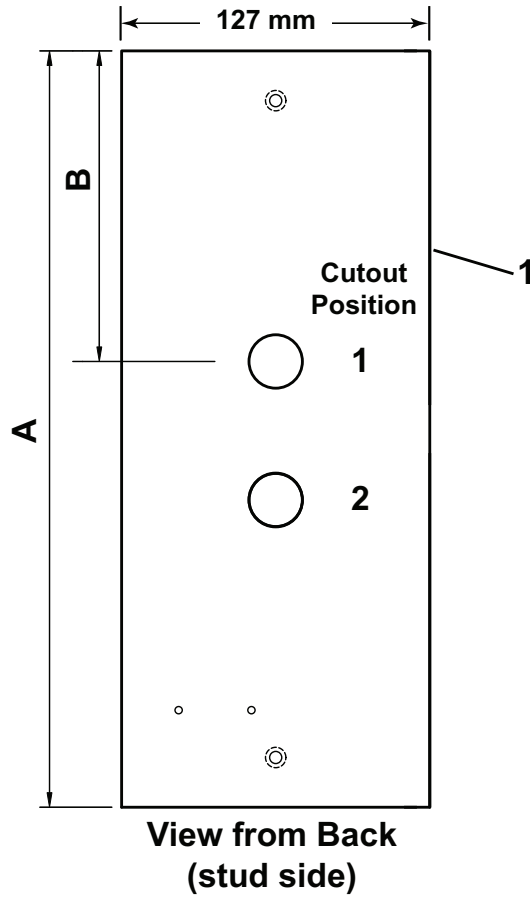 127 mm
B
A
1
Cutout
Position
1
2
View from Back
(stud side)